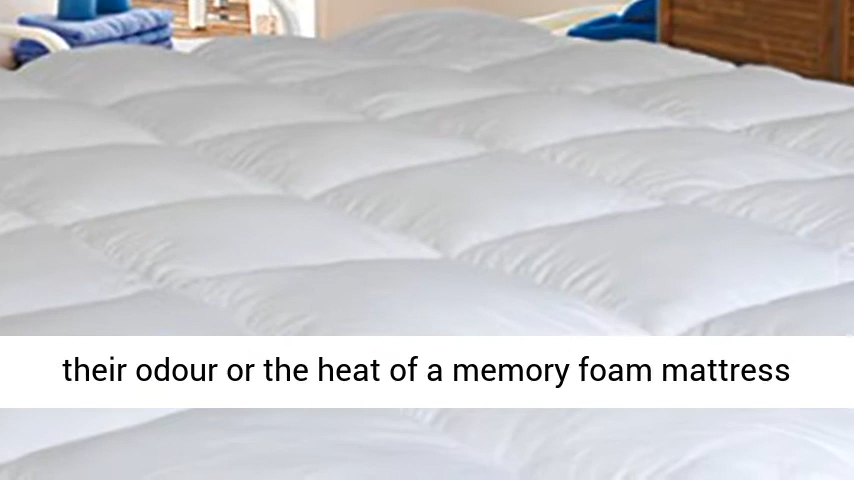 their odour or the heat of a memory foam mattress